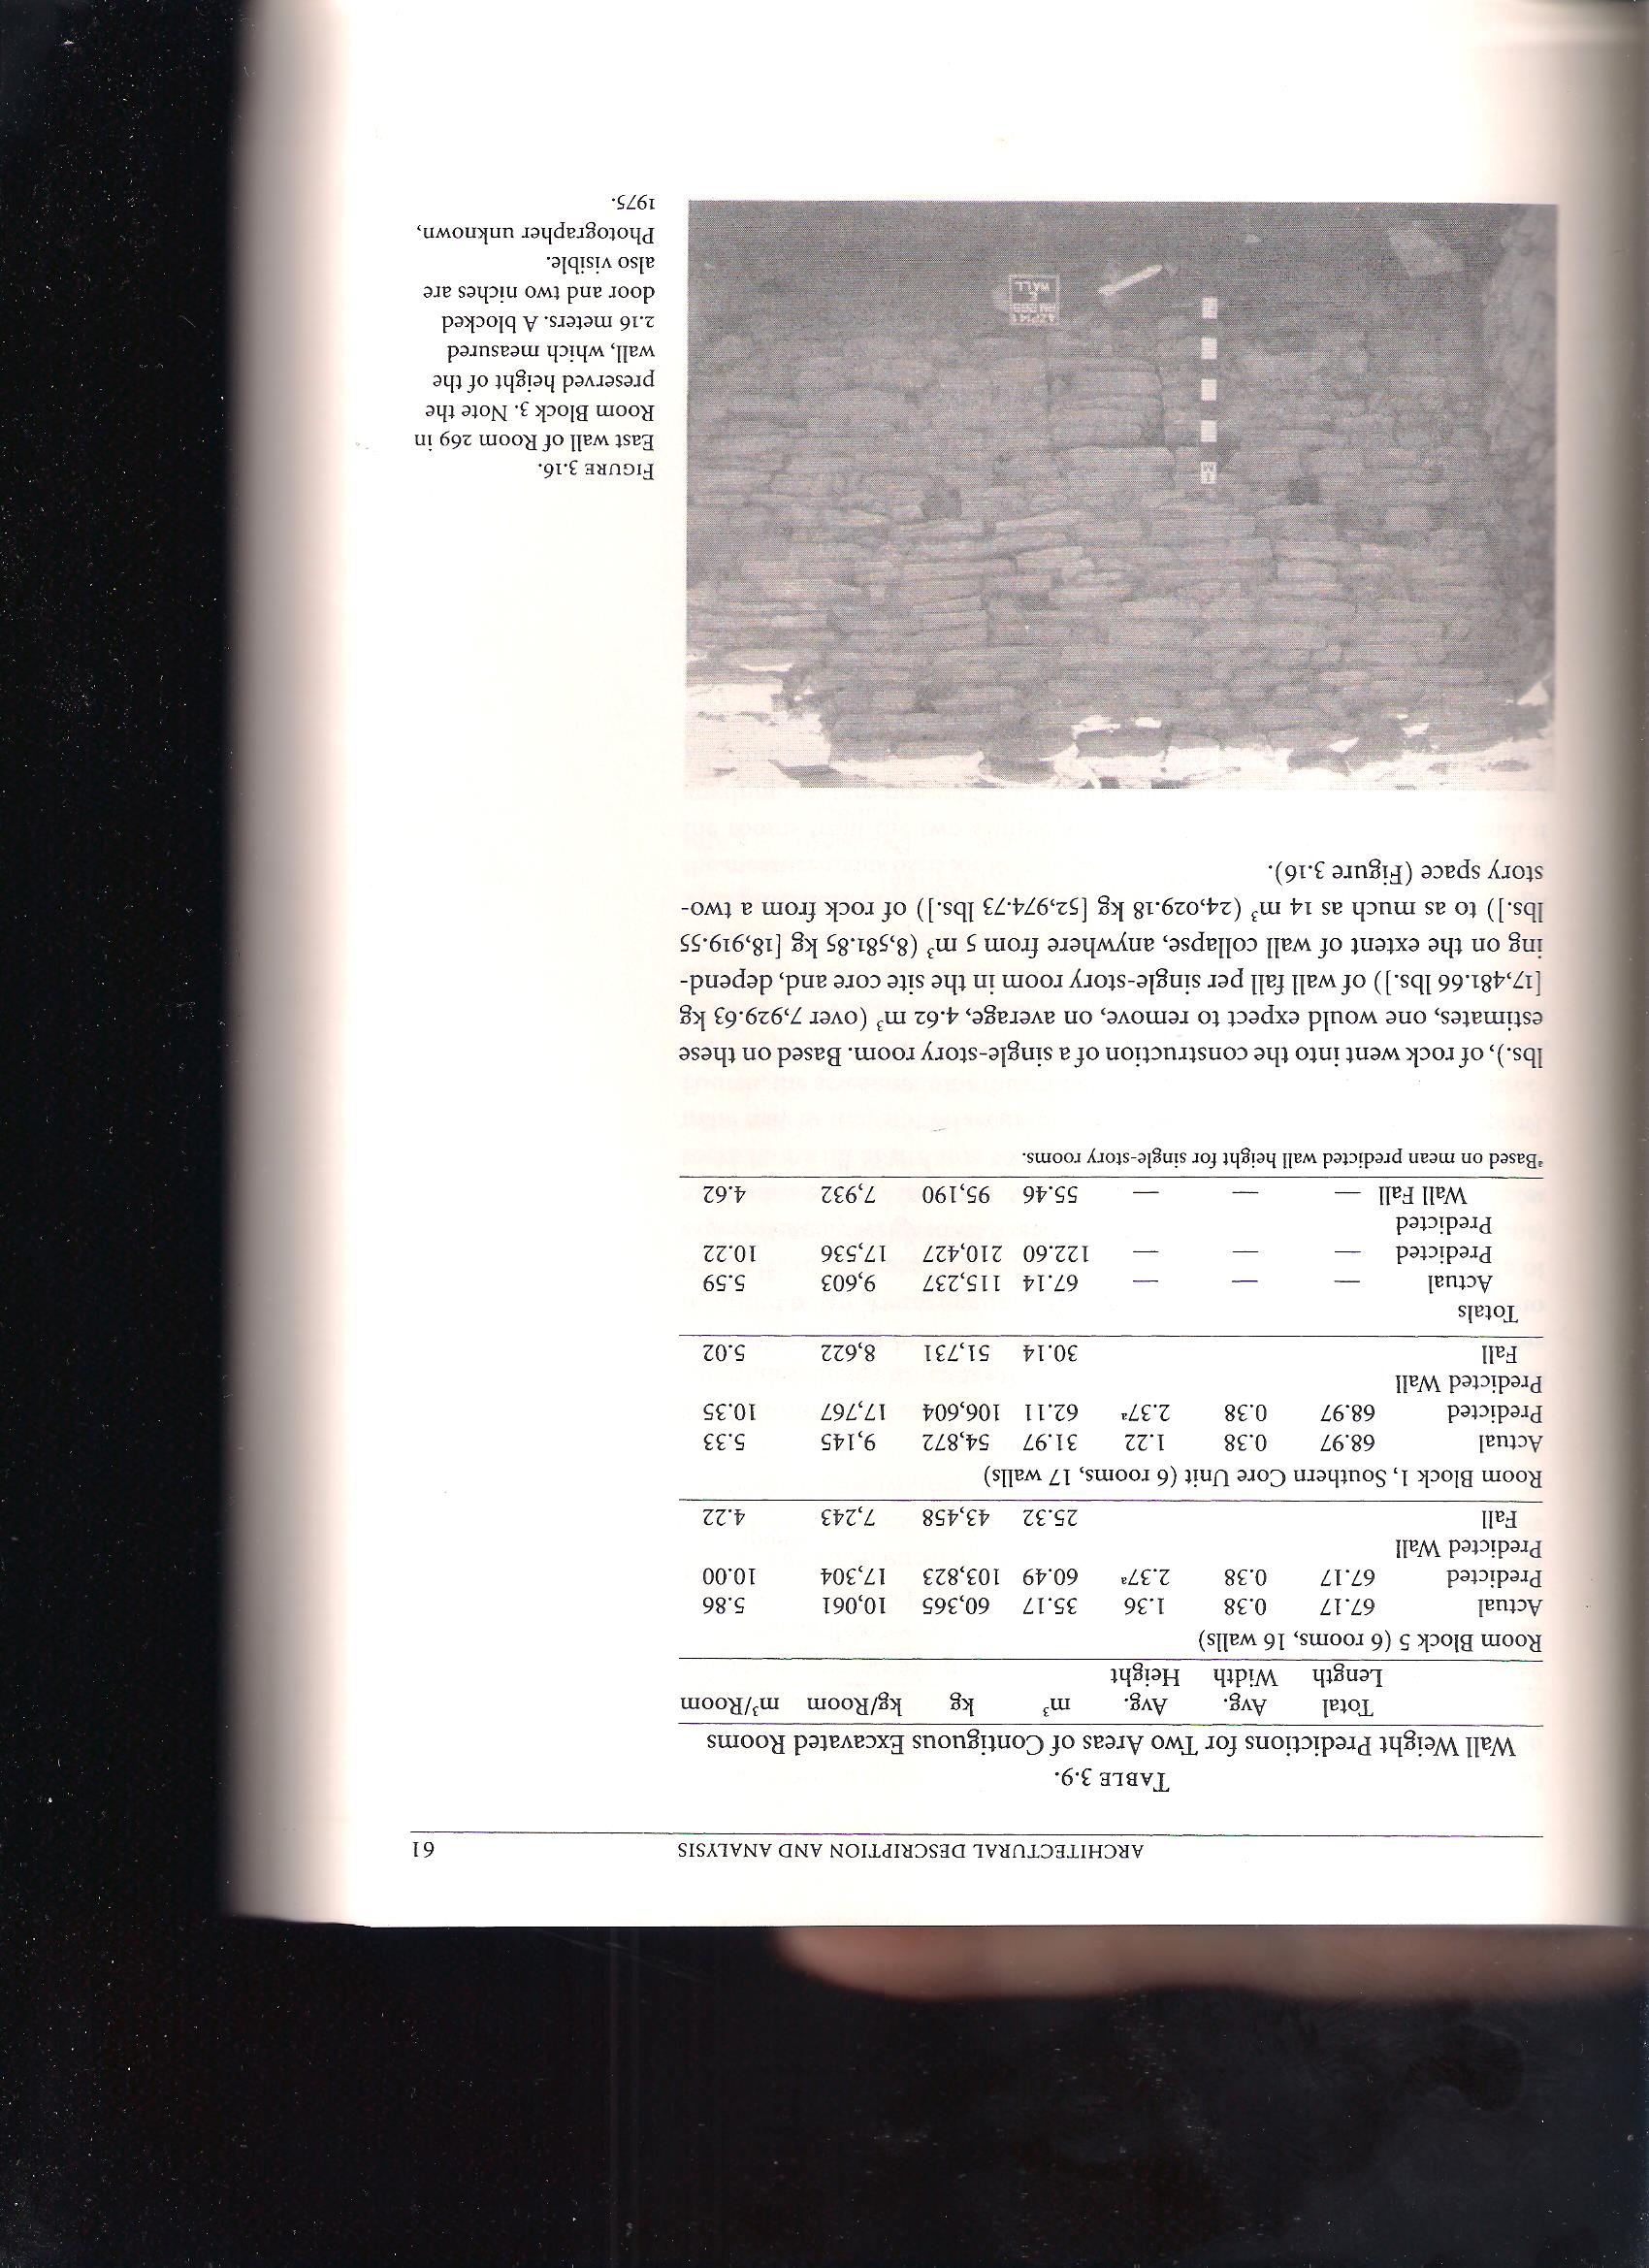 ARCHITECTURAL DESCRIPTION AND ANALYSIS 61
TABLE 3.9.
Wall Weight Predictions for Two Areas of Contiguous Excavated Rooms
Total Avg. Avg. m³ kg kg/Room m³/Room
Length Width Height
Room Block 5 (6 rooms, 16 walls)
Actual 67.17 0.38 1.36 35.17 60,365 10,061 5.86
Predicted 67.17 0.38 2.37ª 60.49 103,823 17,304 10.00
Predicted Wall
Fall 25.32 43,458 7,243 4.22
Room Block 1, Southern Core Unit (6 rooms, 17 walls)
Actual 68.97 0.38 1.22 31.97 54,872 9,145 5.33
Predicted 68.97 0.38 2.37ª 62.11 106,604 17,767 10.35
Predicted Wall
Fall 30.14 51,731 8,622 5.02
Totals
Actual — — — 67.14 115,237 9,603 5.59
Predicted — — — 122.60 210,427 17,536 10.22
Predicted
Wall Fall — — — 55.46 95,190 7,932 4.62
ªBased on mean predicted wall height for single-story rooms.
lbs.), of rock went into the construction of a single-story room. Based on these
estimates, one would expect to remove, on average, 4.62 m³ (over 7,929.63 kg
[17,481.66 lbs.]) of wall fall per single-story room in the site core and, depend-
ing on the extent of wall collapse, anywhere from 5 m³ (8,581.85 kg [18,919.55
lbs.]) to as much as 14 m³ (24,029.18 kg [52,974.73 lbs.]) of rock from a two-
story space (Figure 3.16).
FIGURE 3.16.
East wall of Room 269 in
Room Block 3. Note the
preserved height of the
wall, which measured
2.16 meters. A blocked
door and two niches are
also visible.
Photographer unknown,
1975.
WALL